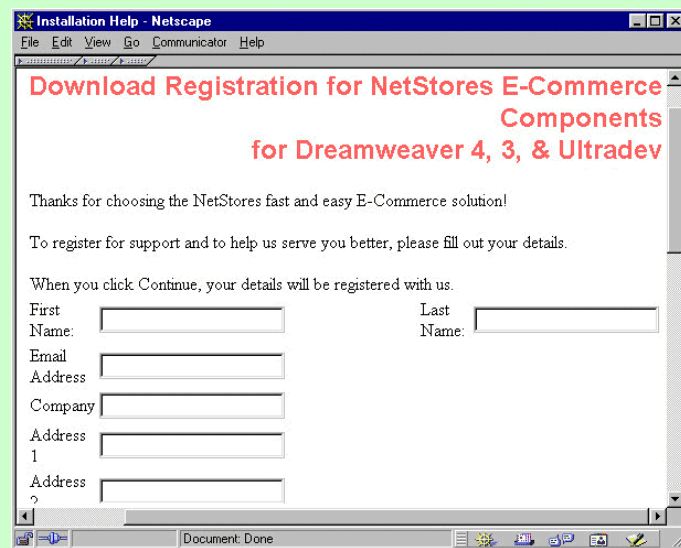 Installation Help - Netscape
File Edit View Go Communicator Help
Download Registration for NetStores E-Commerce
Components
for Dreamweaver 4, 3, & Ultradev
Thanks for choosing the NetStores fast and easy E-Commerce solution!
To register for support and to help us serve you better, please fill out your details.
When you click Continue, your details will be registered with us.
First Name:
Last Name:
Email Address
Company
Address 1
Address 2
Document: Done